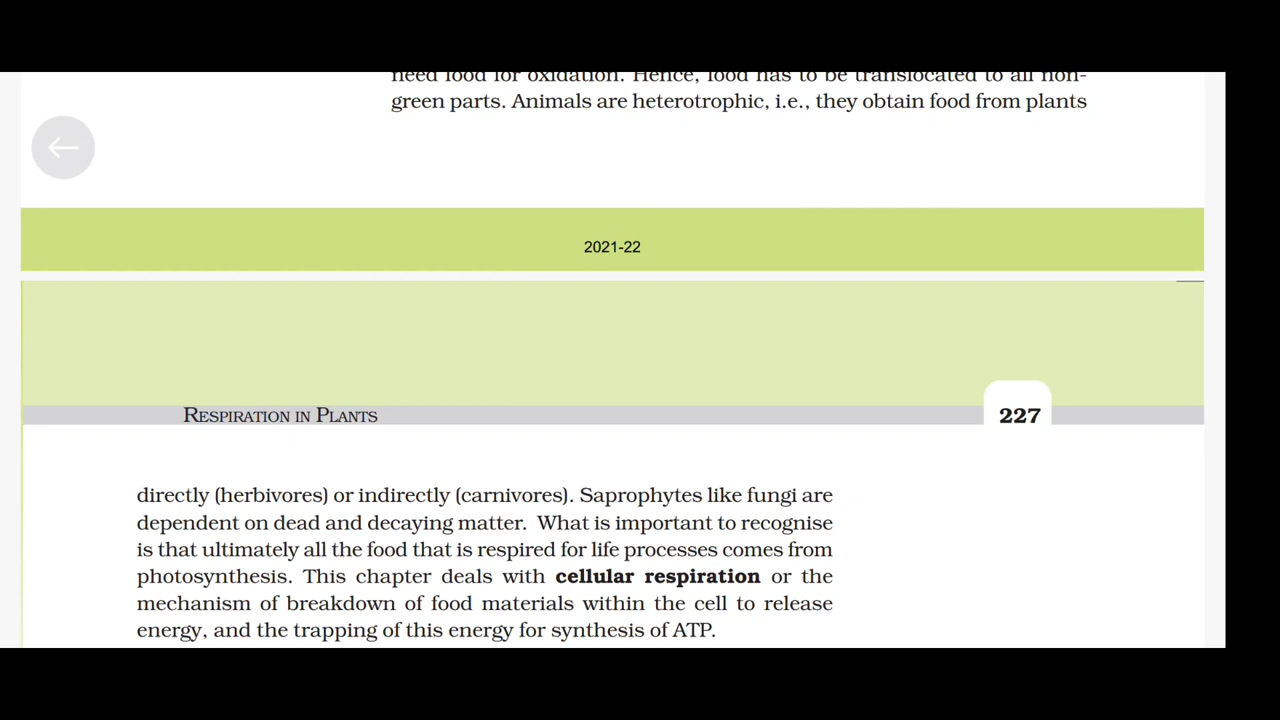 need food for oxidation. Hence, food has to be translocated to all non-
green parts. Animals are heterotrophic, i.e., they obtain food from plants
2021-22
RESPIRATION IN PLANTS
227
directly (herbivores) or indirectly (carnivores). Saprophytes like fungi are
dependent on dead and decaying matter. What is important to recognise
is that ultimately all the food that is respired for life processes comes from
photosynthesis. This chapter deals with cellular respiration or the
mechanism of breakdown of food materials within the cell to release
energy, and the trapping of this energy for synthesis of ATP.